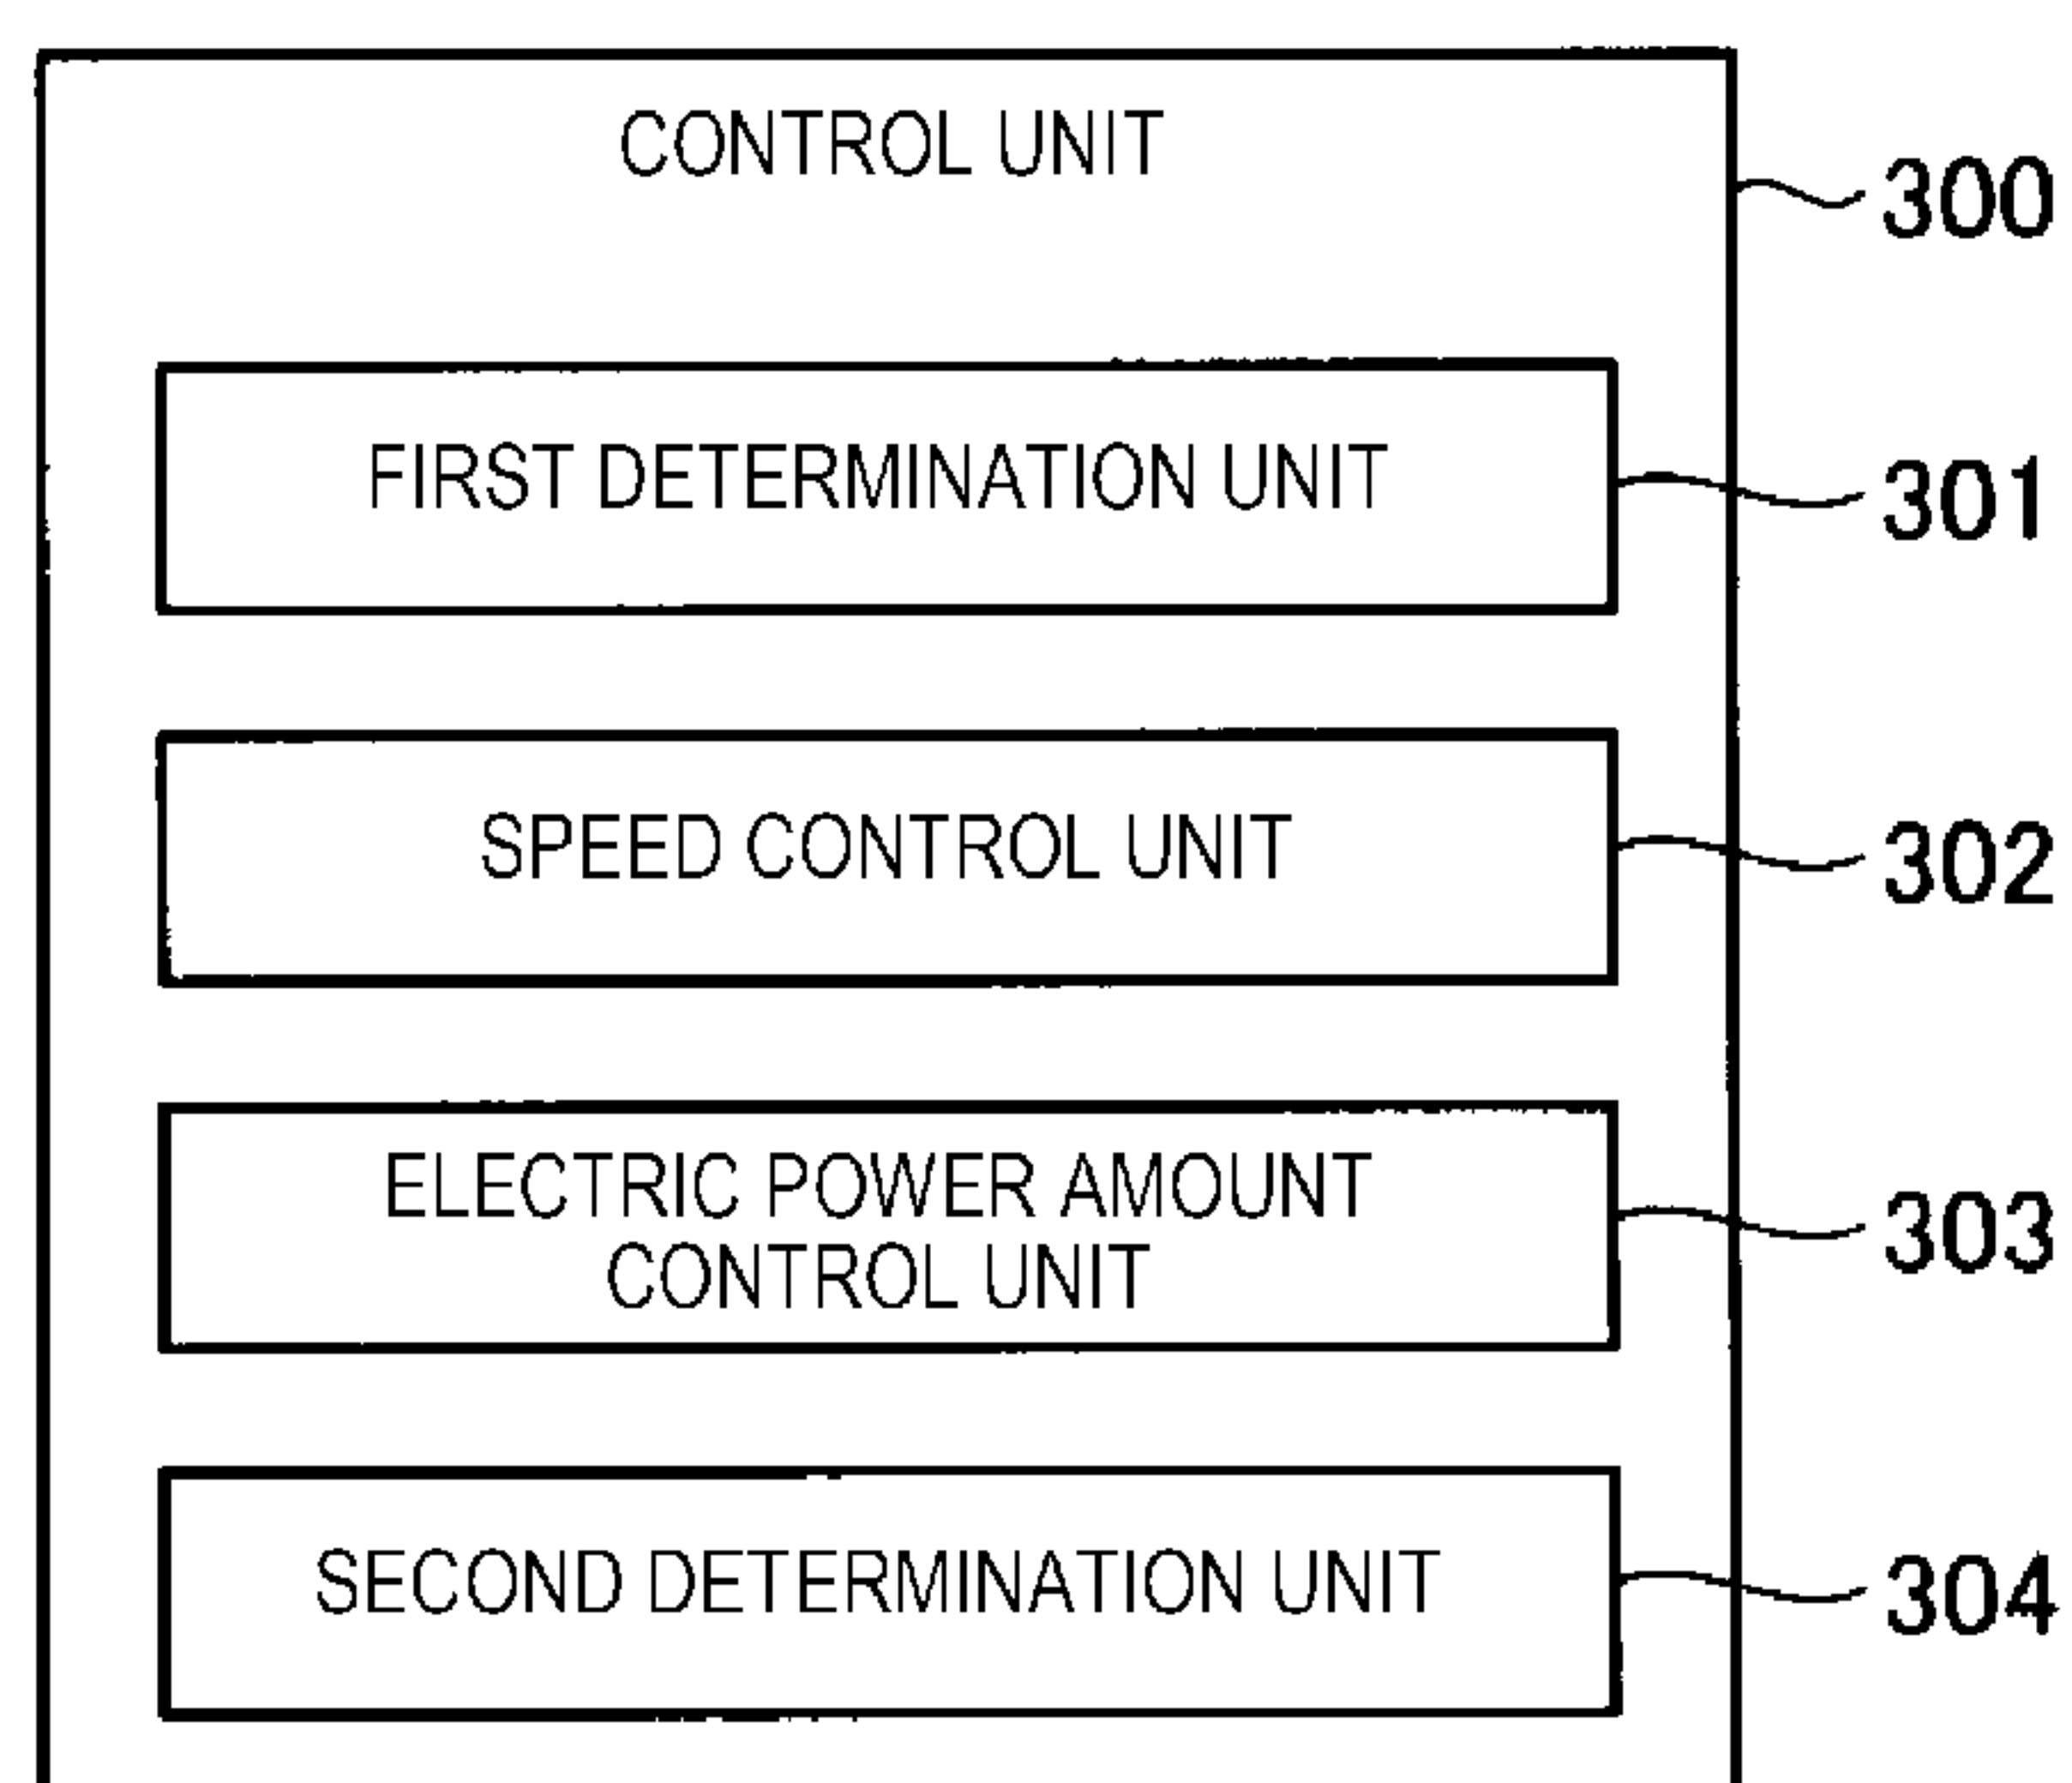 CONTROL UNIT
300
FIRST DETERMINATION UNIT
301
SPEED CONTROL UNIT
302
ELECTRIC POWER AMOUNT
CONTROL UNIT
303
SECOND DETERMINATION UNIT
304